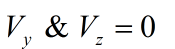 V_y & V_z = 0